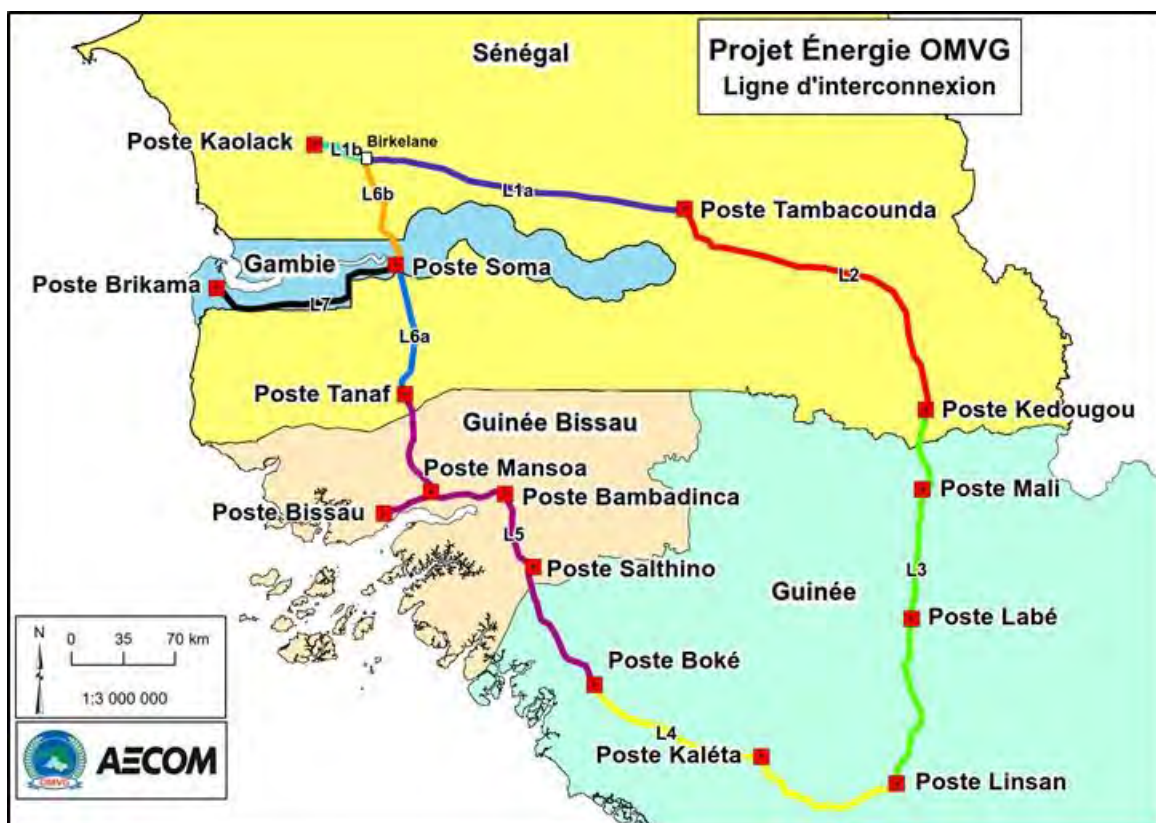 Sénégal
Projet Énergie OMVG
Ligne d'interconnexion
Poste Kaolack
L1b
Birkelane
L6b
L1a
Poste Tambacounda
Gambie
Poste Soma
L2
Poste Brikama
L7
L6a
Poste Tanaf
Poste Kedougou
Guinée Bissau
Poste Mansoa
Poste Mali
Poste Bambadinca
Poste Bissau
L5
Poste Salthino
L3
Guinée
Poste Labé
N
0 35 70 km
1:3 000 000
Poste Boké
L4
Poste Kaléta
Poste Linsan
OMVG
AECOM